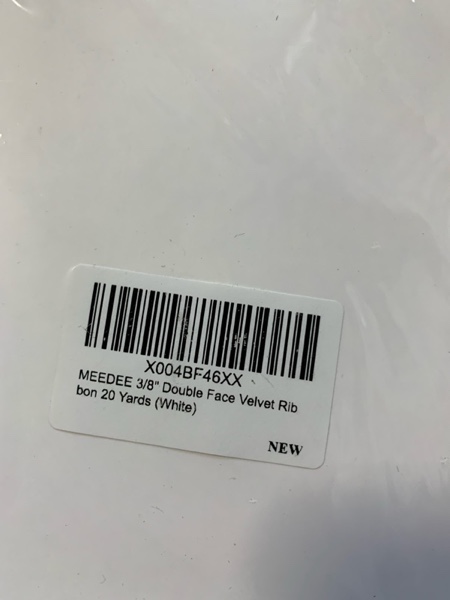 X004BF46XX
MEEDEE 3/8" Double Face Velvet Rib
bon 20 Yards (White)
NEW